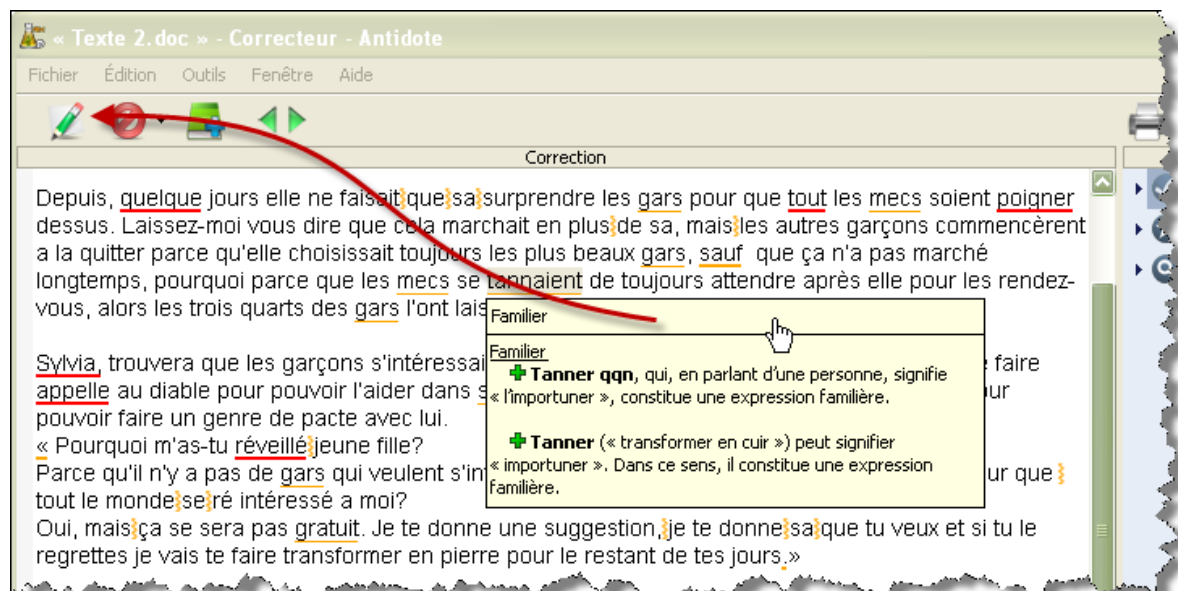 « Texte 2.doc » - Correcteur - Antidote
Fichier Édition Outils Fenêtre Aide
Correction
Depuis, quelque jours elle ne faisait que sa surprendre les gars pour que tout les mecs soient poigner
dessus. Laissez-moi vous dire que cela marchait en plus de sa, mais les autres garçons commencèrent
a la quitter parce qu'elle choisissait toujours les plus beaux gars, sauf que ça n'a pas marché
longtemps, pourquoi parce que les mecs se tannaient de toujours attendre après elle pour les rendez-
vous, alors les trois quarts des gars l'ont lais
Familier
Familier
Tanner qqn, qui, en parlant d'une personne, signifie
« l'importuner », constitue une expression familière.
Tanner (« transformer en cuir ») peut signifier
« importuner ». Dans ce sens, il constitue une expression
familière.
Sylvia, trouvera que les garçons s'intéressai faire
appelle au diable pour pouvoir l'aider dans s ur
pouvoir faire un genre de pacte avec lui.
« Pourquoi m'as-tu réveillé jeune fille?
Parce qu'il n'y a pas de gars qui veulent s'in ur que
tout le monde se ré intéressé a moi?
Oui, mais ça se sera pas gratuit. Je te donne une suggestion, je te donne sa que tu veux et si tu le
regrettes je vais te faire transformer en pierre pour le restant de tes jours.»